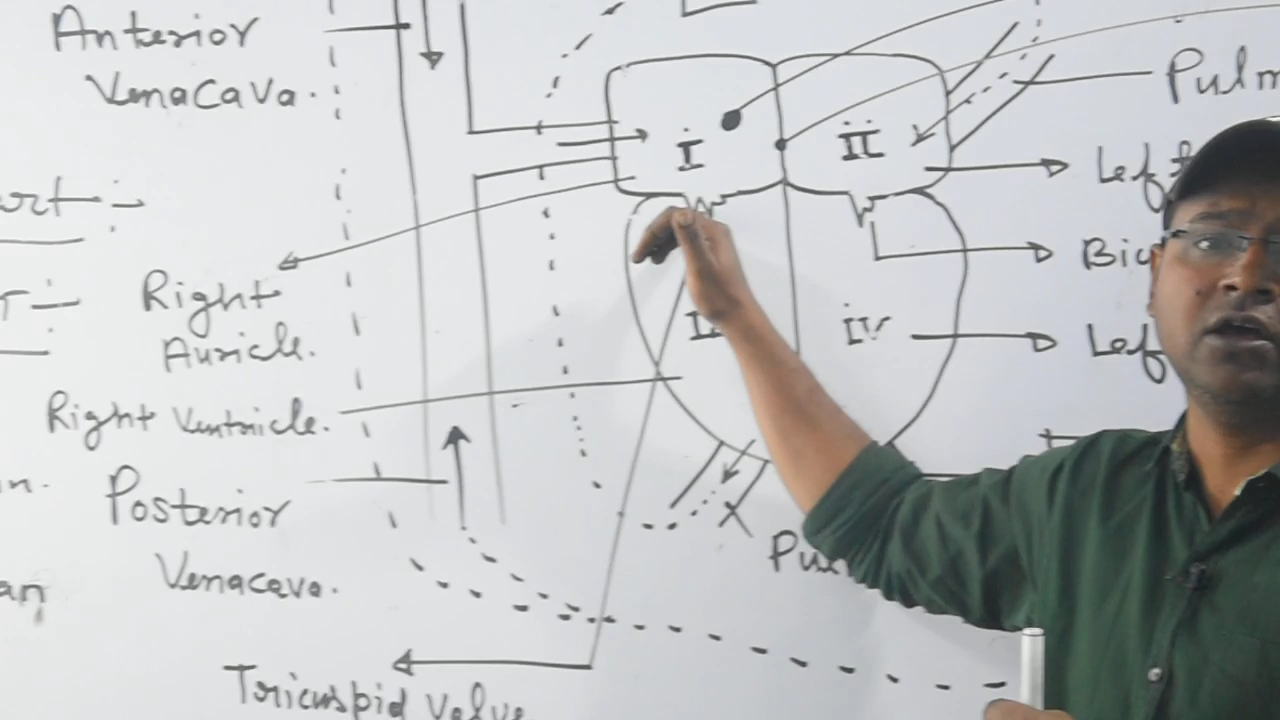 Anterior
Venacava.
Pulm
I
II
Left
Right
Auricle.
Bic
IV
Lef
Right Ventricle.
Posterior
Venacava.
Tricuspid Valve